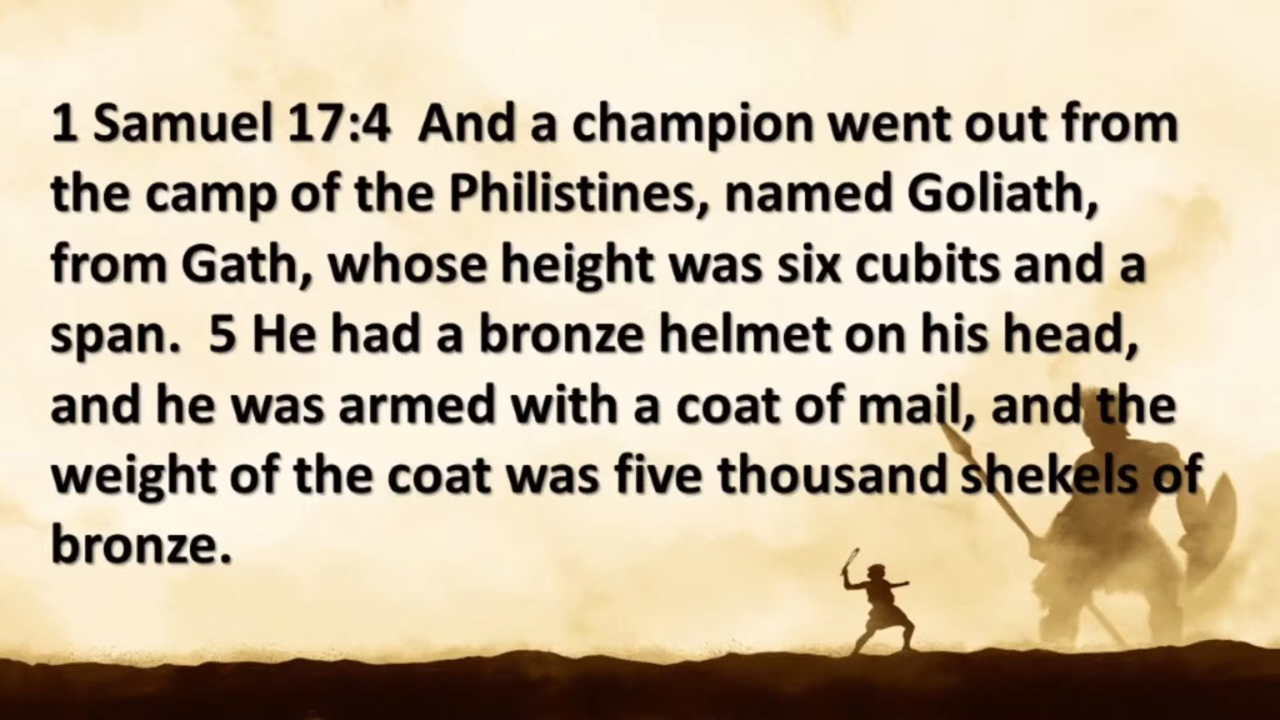 1 Samuel 17:4  And a champion went out from
the camp of the Philistines, named Goliath,
from Gath, whose height was six cubits and a
span.  5 He had a bronze helmet on his head,
and he was armed with a coat of mail, and the
weight of the coat was five thousand shekels of
bronze.